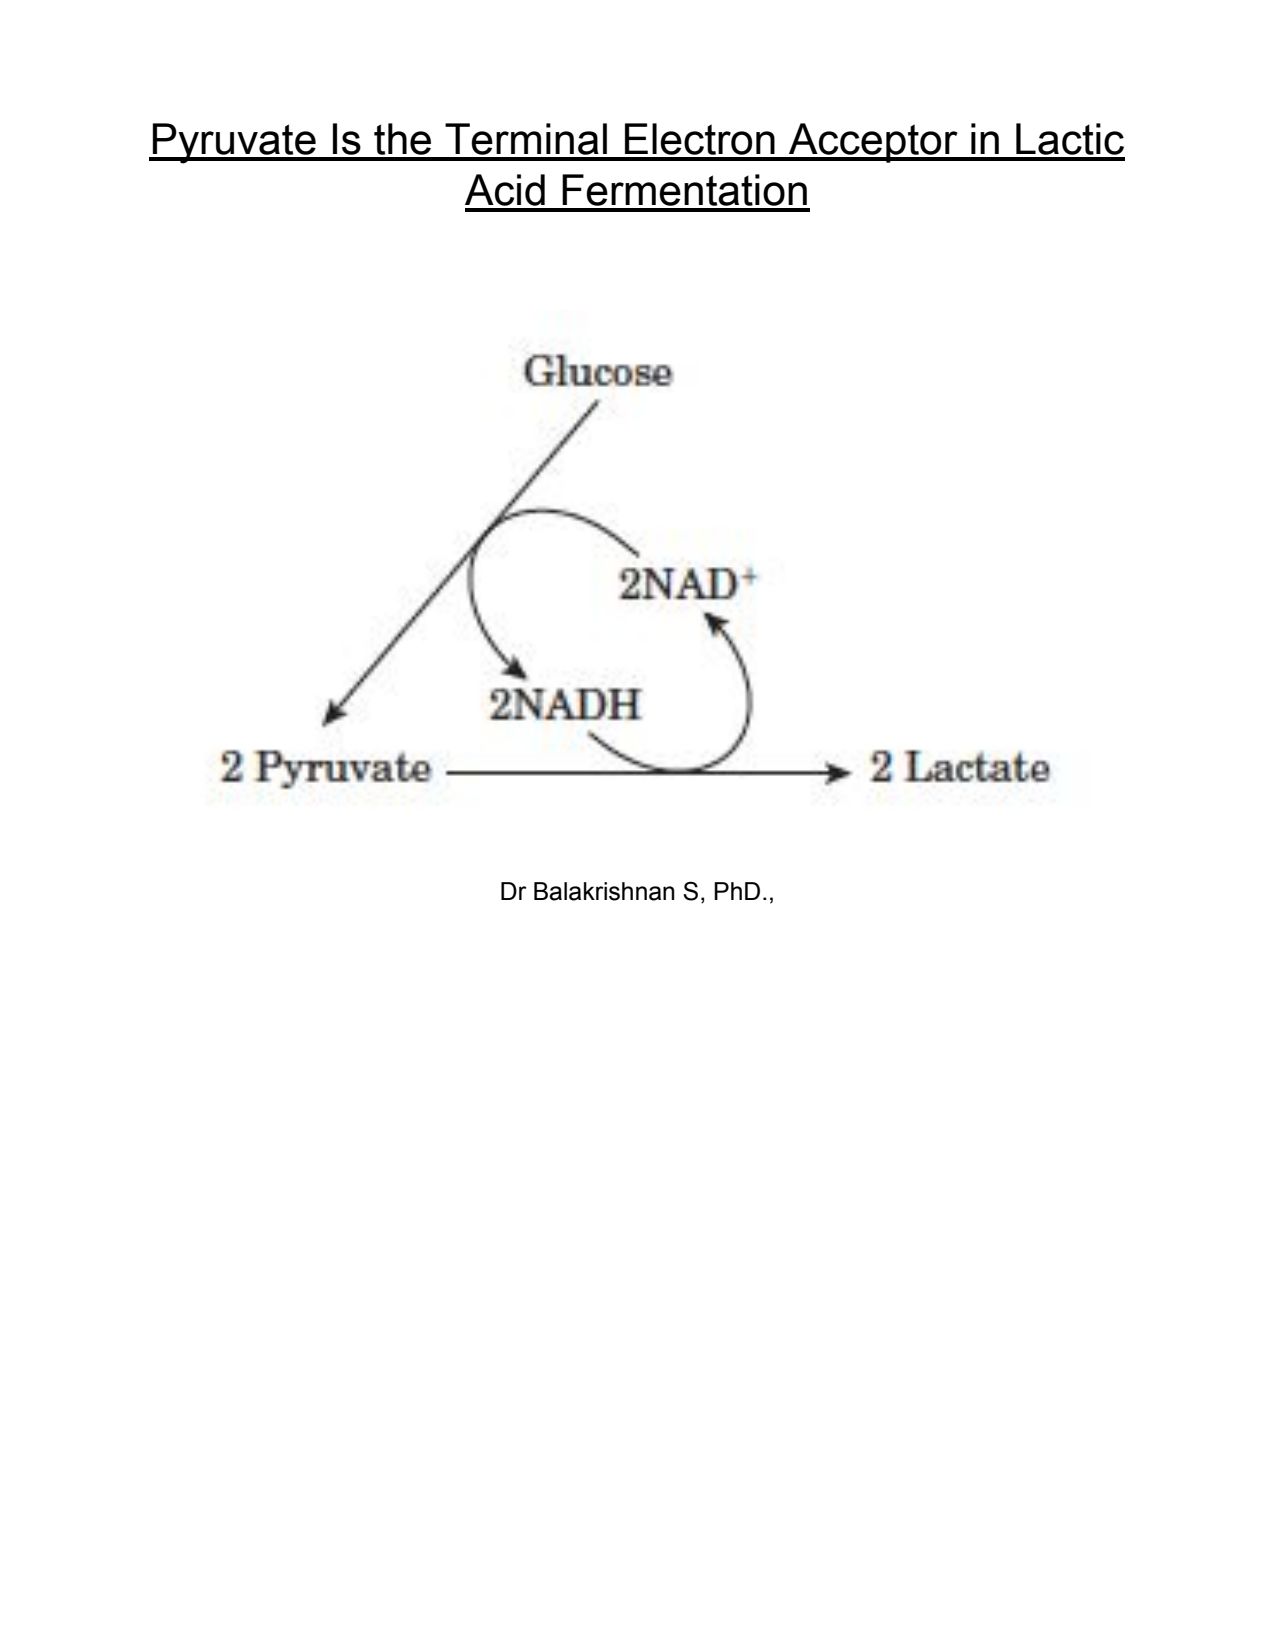 Pyruvate Is the Terminal Electron Acceptor in Lactic
Acid Fermentation
Glucose
2NAD⁺
2NADH
2 Pyruvate
2 Lactate
Dr Balakrishnan S, PhD.,